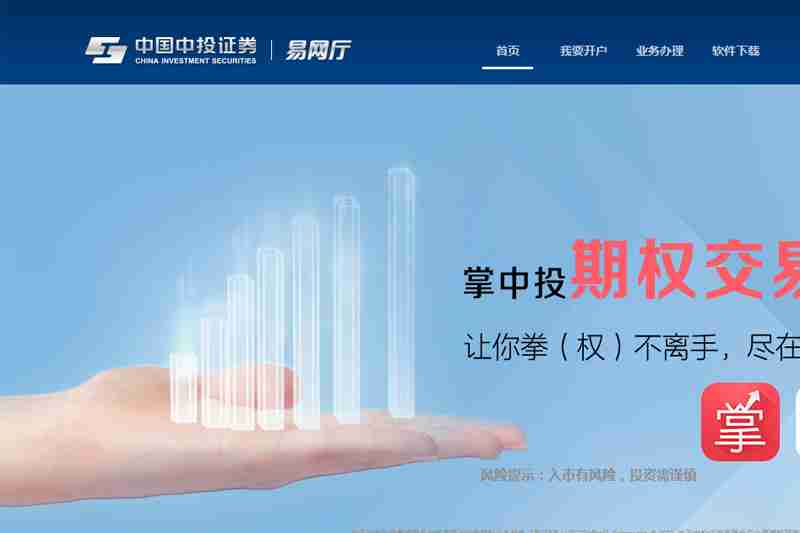 中国中投证券 易网厅
CHINA INVESTMENT SECURITIES
首页 我要开户 业务办理 软件下载
掌中投期权交易
让你拳（权）不离手，尽在
掌
风险提示：入市有风险，投资需谨慎